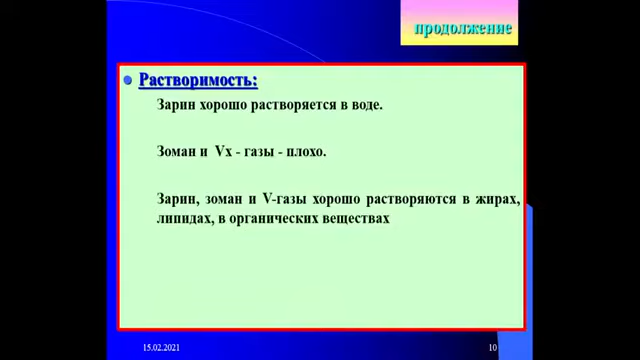 продолжение
Растворимость:
Зарин хорошо растворяется в воде.
Зоман и Vx - газы - плохо.
Зарин, зоман и V-газы хорошо растворяются в жирах,
липидах, в органических веществах
15.02.2021
10